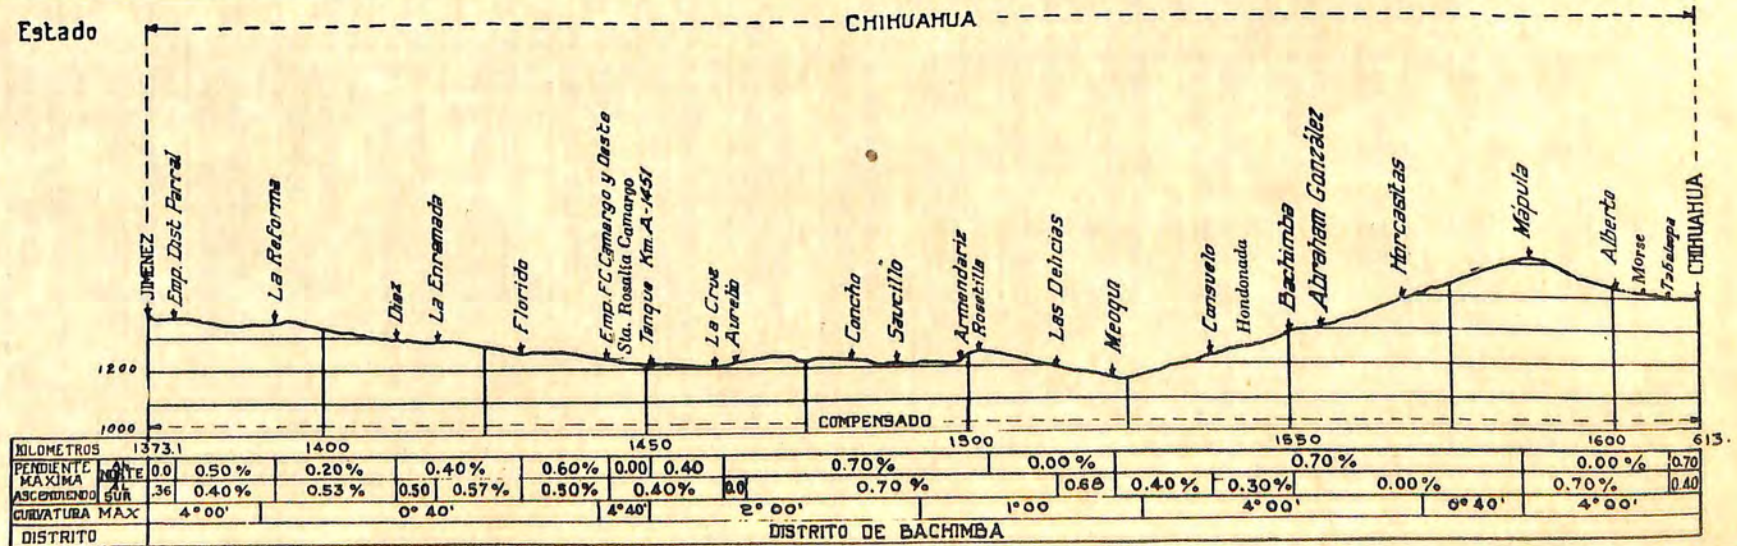 Estado
CHIHUAHUA
JIMENEZ
Emp. Dist Parral
La Reforma
Diaz
La Enramada
Florido
Emp. F.C. Camargo y Oeste
Sta. Rosalia Camargo
Tanque Km. A-1451
La Cruz
Aurelio
Concho
Saucillo
Armendariz
Rosetilla
Las Delicias
Meoqui
Consuelo
Hondonada
Bachimba
Abraham González
Horcasitas
Mápula
Alberto
Morse
Tabalaopa
CHIHUAHUA
1200
1000
COMPENSADO
KILOMETROS 1373.1 1400 1450 1500 1550 1600 613.
PENDIENTE MAXIMA ASCENDIENDO
AL NORTE 0.0 0.50% 0.20% 0.40% 0.60% 0.00 0.40 0.70% 0.00% 0.70% 0.00% 0.70
AL SUR .36 0.40% 0.53% 0.50 0.57% 0.50% 0.40% 0.0 0.70% 0.68 0.40% 0.30% 0.00% 0.70% 0.40
CURVATURA MAX 4°00' 0°40' 4°40' 2°00' 1°00 4°00' 0°40' 4°00'
DISTRITO DISTRITO DE BACHIMBA